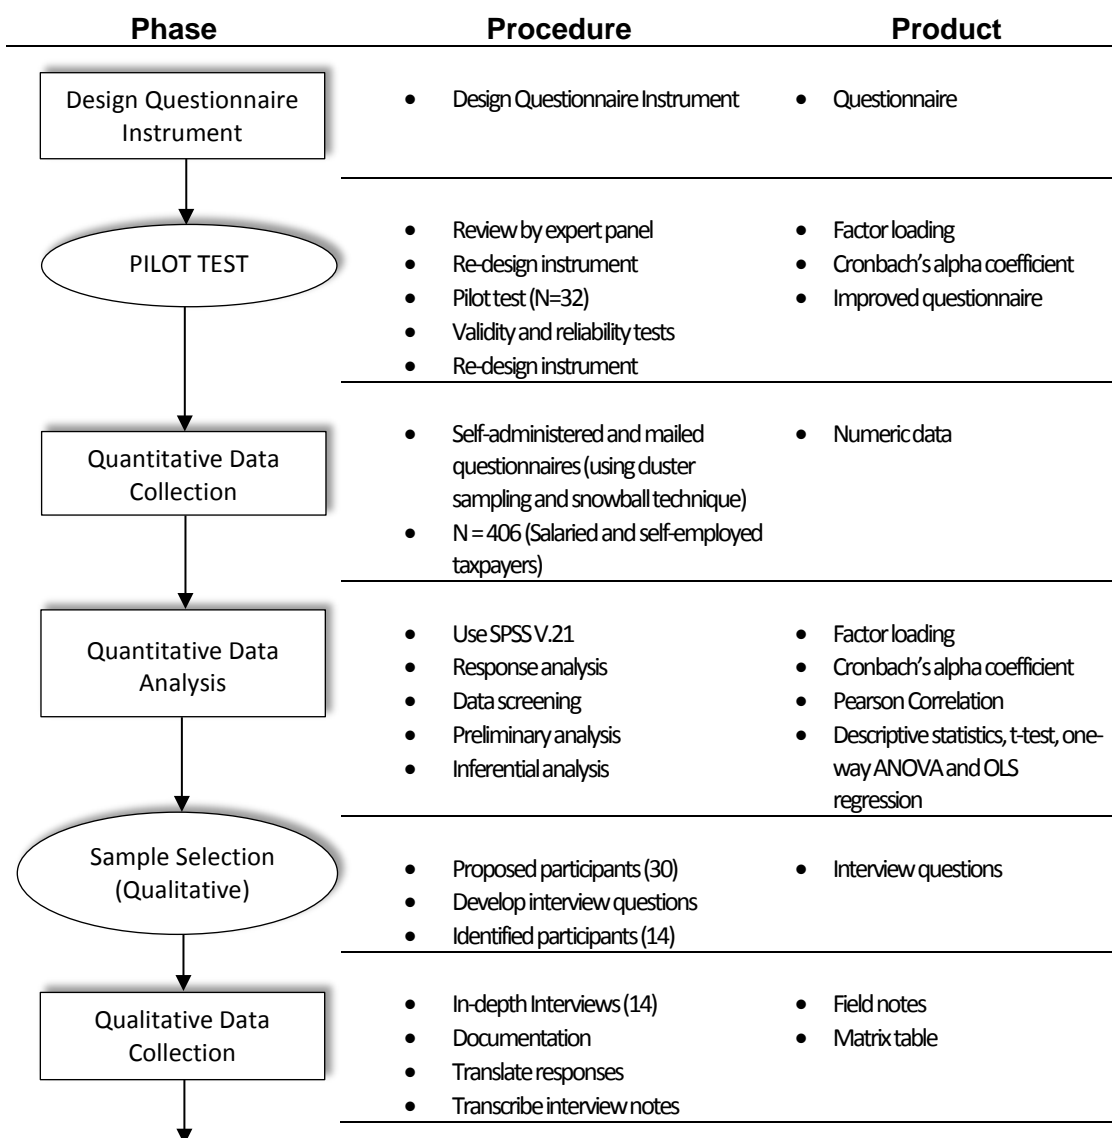 Phase Procedure Product
Design Questionnaire
Instrument
• Design Questionnaire Instrument
• Questionnaire
PILOT TEST
• Review by expert panel
• Re-design instrument
• Pilot test (N=32)
• Validity and reliability tests
• Re-design instrument
• Factor loading
• Cronbach's alpha coefficient
• Improved questionnaire
Quantitative Data
Collection
• Self-administered and mailed
questionnaires (using cluster
sampling and snowball technique)
• N = 406 (Salaried and self-employed
taxpayers)
• Numeric data
Quantitative Data
Analysis
• Use SPSS V.21
• Response analysis
• Data screening
• Preliminary analysis
• Inferential analysis
• Factor loading
• Cronbach's alpha coefficient
• Pearson Correlation
• Descriptive statistics, t-test, one-
way ANOVA and OLS
regression
Sample Selection
(Qualitative)
• Proposed participants (30)
• Develop interview questions
• Identified participants (14)
• Interview questions
Qualitative Data
Collection
• In-depth Interviews (14)
• Documentation
• Translate responses
• Transcribe interview notes
• Field notes
• Matrix table